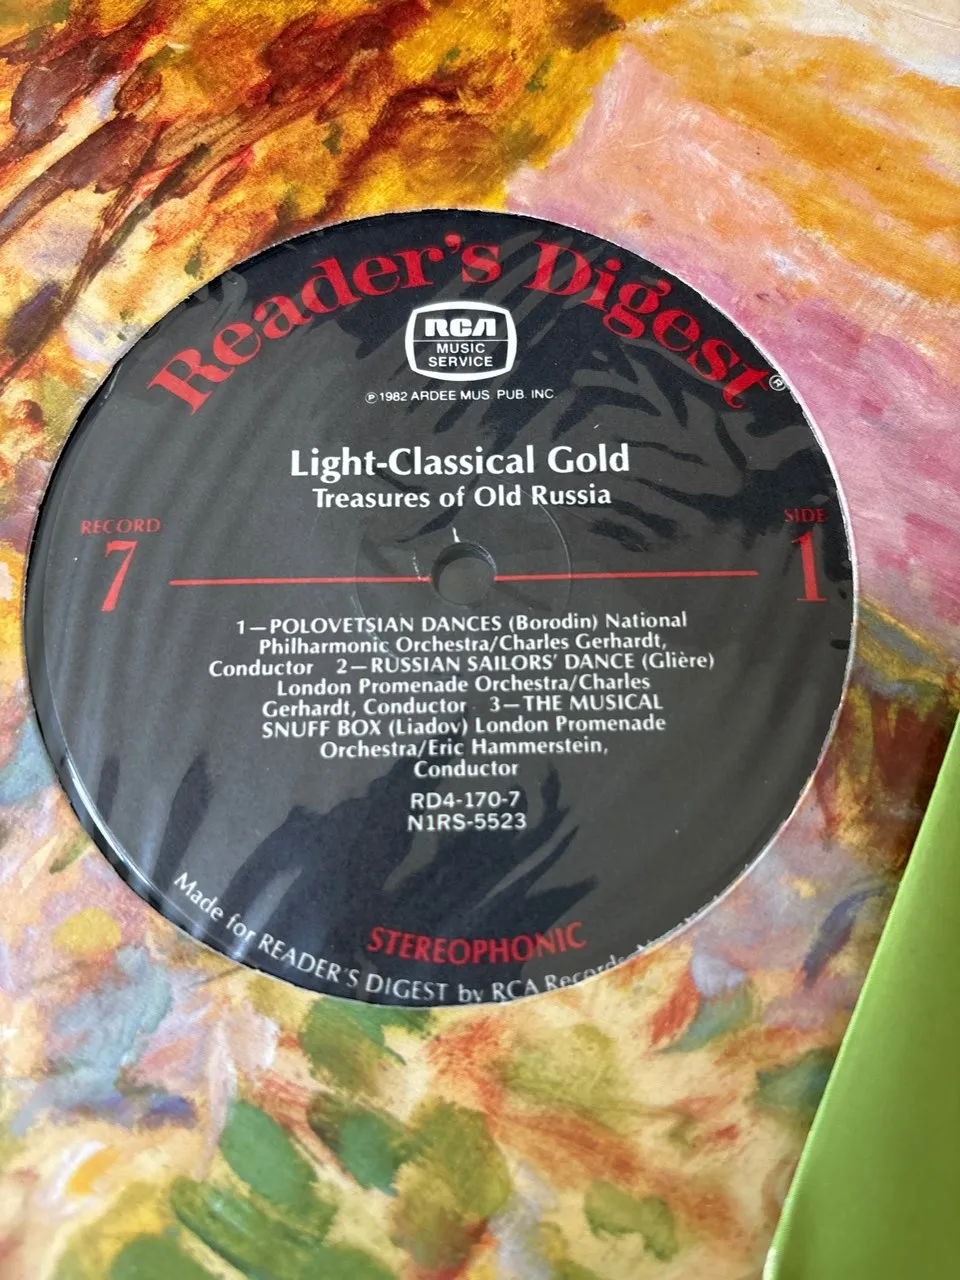 Reader's Digest®
RCA
MUSIC
SERVICE
℗ 1982 ARDEE MUS. PUB. INC.
Light-Classical Gold
Treasures of Old Russia
RECORD
7
SIDE
1
1—POLOVETSIAN DANCES (Borodin) National
Philharmonic Orchestra/Charles Gerhardt,
Conductor 2—RUSSIAN SAILORS' DANCE (Glière)
London Promenade Orchestra/Charles
Gerhardt, Conductor 3—THE MUSICAL
SNUFF BOX (Liadov) London Promenade
Orchestra/Eric Hammerstein,
Conductor
RD4-170-7
N1RS-5523
STEREOPHONIC
Made for READER'S DIGEST by RCA Records